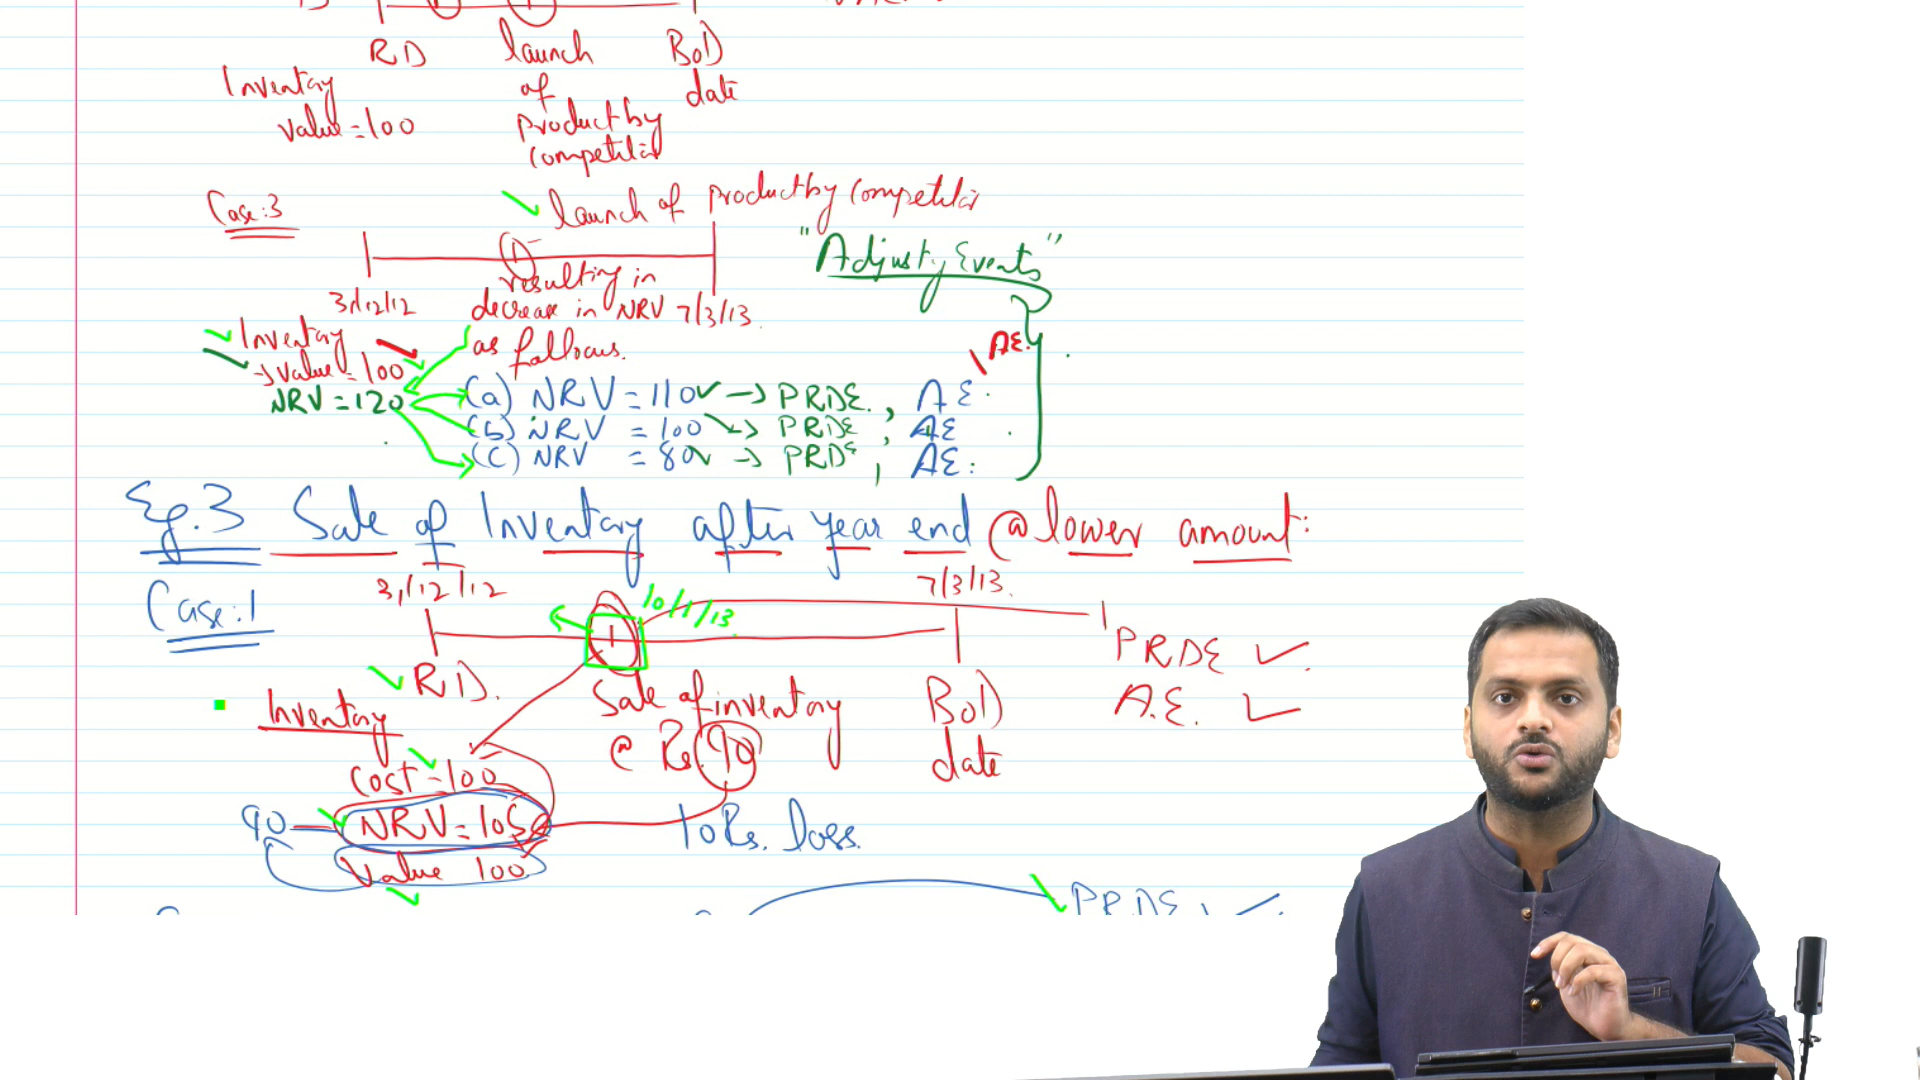 RD launch BoD
Inventory of date
value = 100 product by
competitor
Case:3 launch of product by competitor
"Adjustg Events"
resulting in
31/12/12 decrease in NRV 7/3/13.
Inventory as follows. AE.
→ value = 100
NRV = 120 (a) NRV = 110 → PRDE, AE.
(b) NRV = 100 → PRDE, AE
(c) NRV = 80 → PRDE, AE.
Eg.3 Sale of Inventory after year end @ lower amount:
31/12/12 10/1/13. 7/3/13.
Case:1
PRDE ✓.
R.D. Sale of inventory BoD A.E. ✓
Inventory @ Rs. 90 date
Cost = 100
90 NRV = 105 10 Rs. loss.
Value 100
PRDE